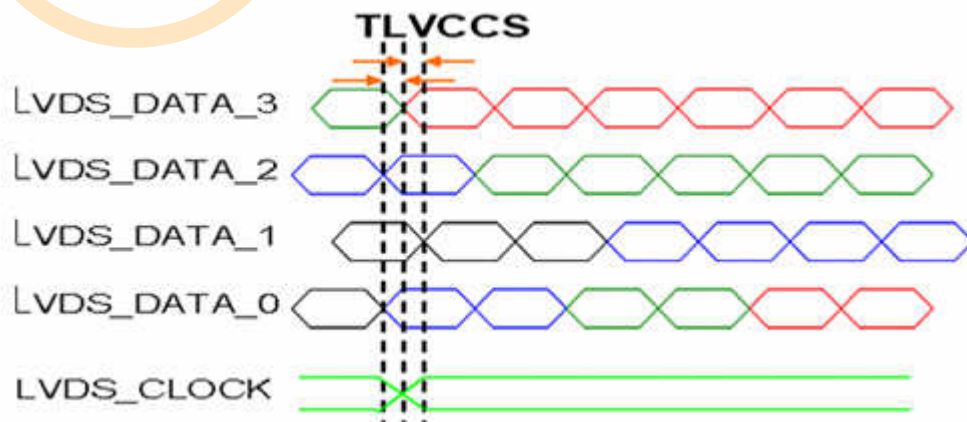 TLVCCS
LVDS_DATA_3
LVDS_DATA_2
LVDS_DATA_1
LVDS_DATA_0
LVDS_CLOCK